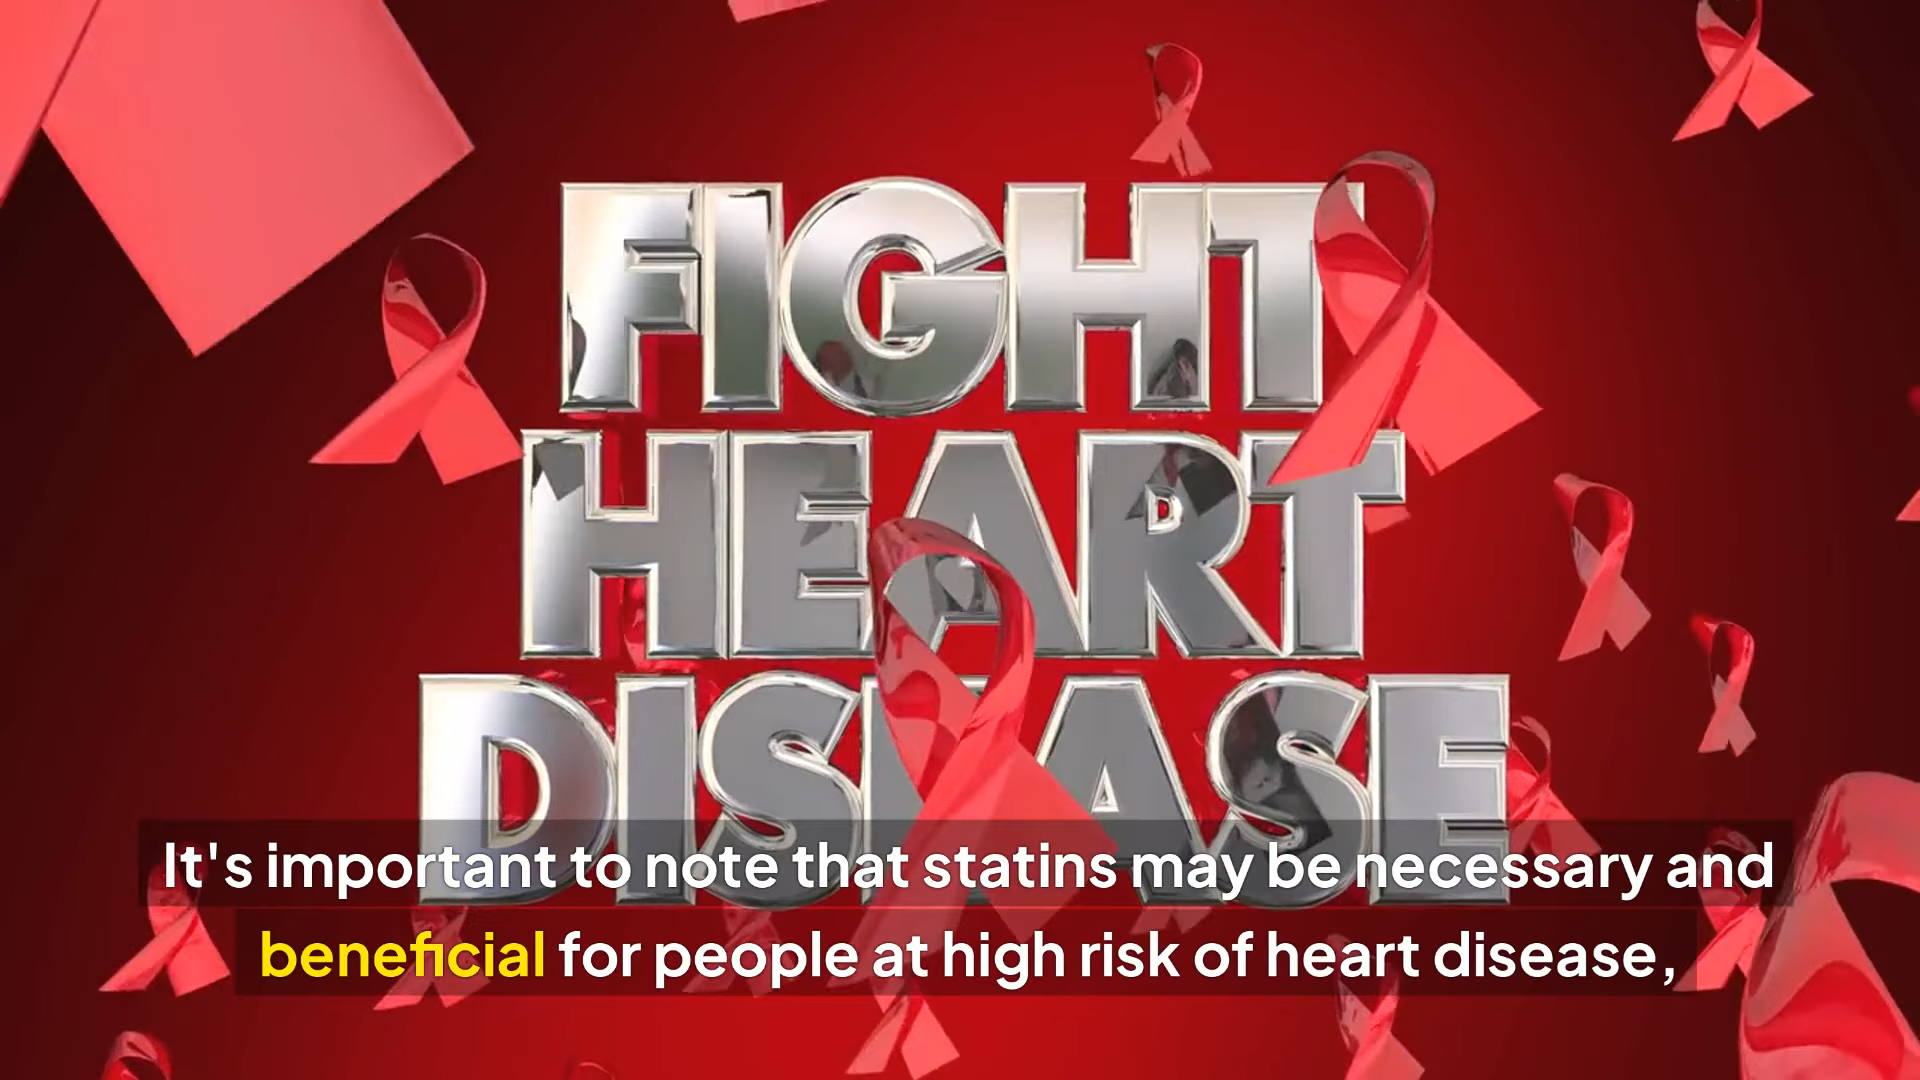 FIGHT
HEART
DISEASE
It's important to note that statins may be necessary and
beneficial for people at high risk of heart disease,